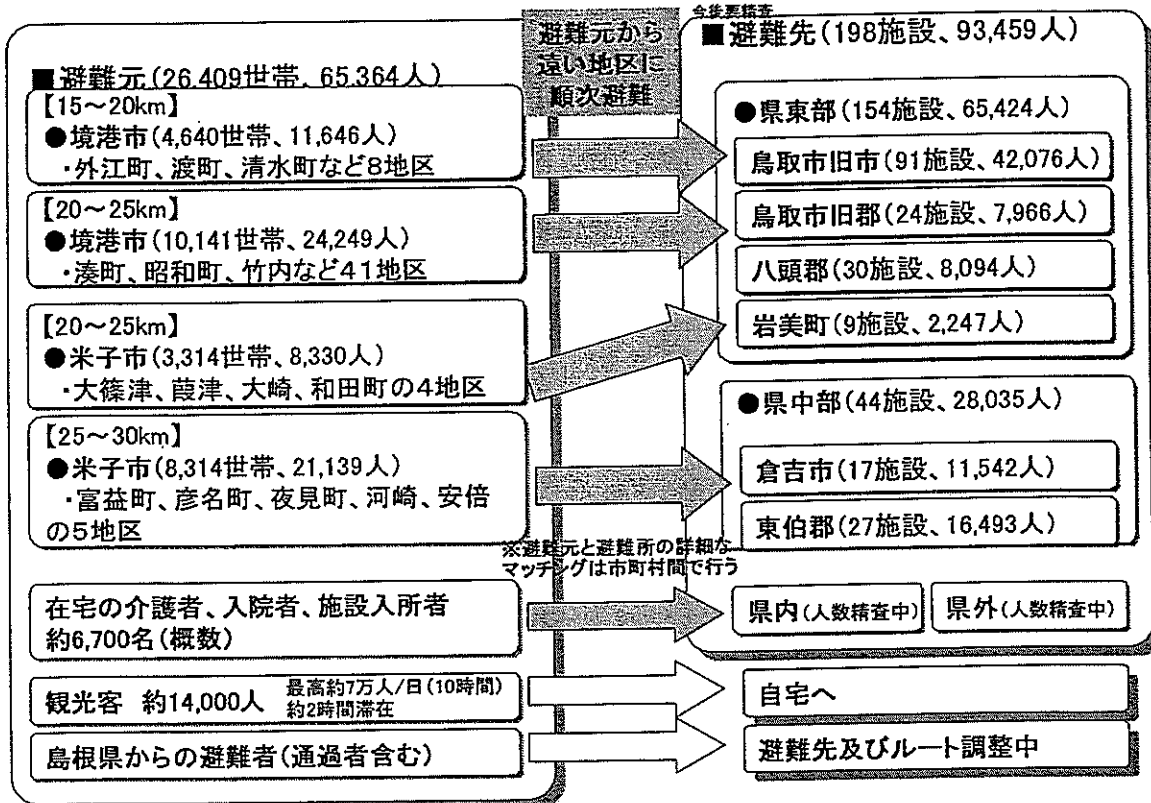 避難元から
遠い地区に
順次避難
■避難元(26,409世帯、65,364人)
【15～20km】
●境港市(4,640世帯、11,646人)
・外江町、渡町、清水町など8地区
【20～25km】
●境港市(10,141世帯、24,249人)
・湊町、昭和町、竹内など41地区
【20～25km】
●米子市(3,314世帯、8,330人)
・大篠津、葭津、大崎、和田町の4地区
【25～30km】
●米子市(8,314世帯、21,139人)
・富益町、彦名町、夜見町、河崎、安倍
の5地区
在宅の介護者、入院者、施設入所者
約6,700名(概数)
観光客 約14,000人
最高約7万人/日(10時間)
約2時間滞在
島根県からの避難者(通過者含む)
※避難元と避難所の詳細な
マッチングは市町村間で行う
今後要精査
■避難先(198施設、93,459人)
●県東部(154施設、65,424人)
鳥取市旧市(91施設、42,076人)
鳥取市旧郡(24施設、7,966人)
八頭郡(30施設、8,094人)
岩美町(9施設、2,247人)
●県中部(44施設、28,035人)
倉吉市(17施設、11,542人)
東伯郡(27施設、16,493人)
県内(人数精査中)
県外(人数精査中)
自宅へ
避難先及びルート調整中